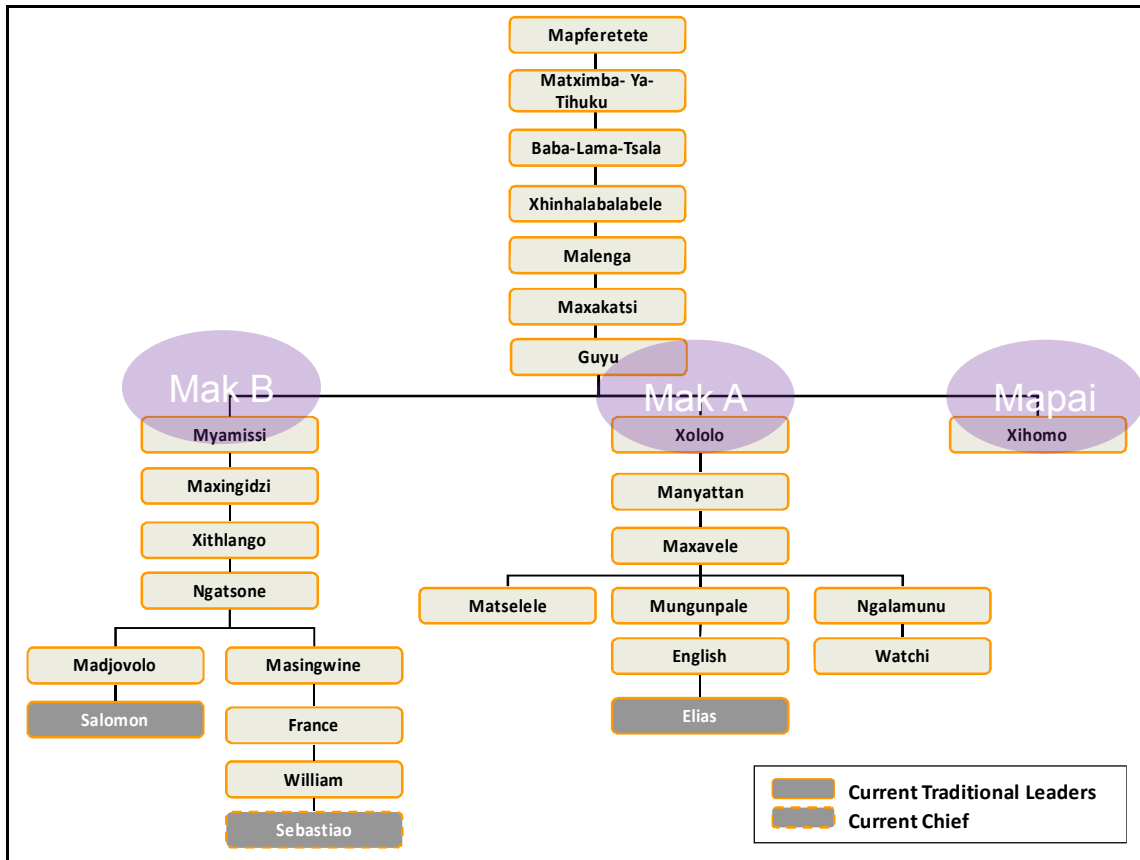 Mapferetete
Matximba- Ya-
Tihuku
Baba-Lama-Tsala
Xhinhalabalabele
Malenga
Maxakatsi
Guyu
Mak B
Mak A
Mapai
Myamissi
Xololo
Xihomo
Maxingidzi
Manyattan
Xithlango
Maxavele
Ngatsone
Matselele
Mungunpale
Ngalamunu
Madjovolo
Masingwine
English
Watchi
Salomon
France
Elias
William
Sebastiao
Current Traditional Leaders
Current Chief